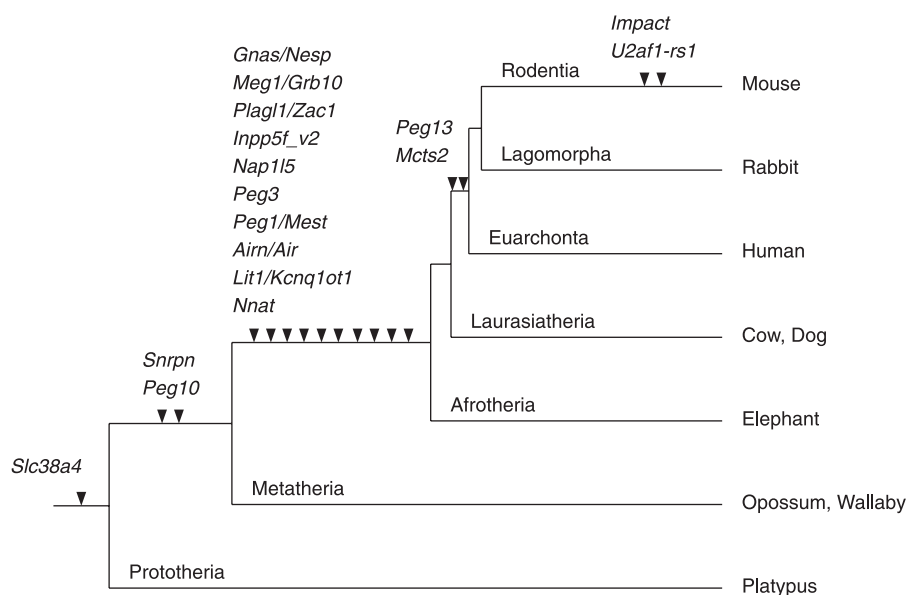 Impact
U2af1-rs1
Gnas/Nesp
Meg1/Grb10
Plagl1/Zac1
Inpp5f_v2
Nap1l5
Peg3
Peg1/Mest
Airn/Air
Lit1/Kcnq1ot1
Nnat
Rodentia
Mouse
Peg13
Mcts2
Lagomorpha
Rabbit
Euarchonta
Human
Laurasiatheria
Cow, Dog
Snrpn
Peg10
Afrotheria
Elephant
Slc38a4
Metatheria
Opossum, Wallaby
Prototheria
Platypus